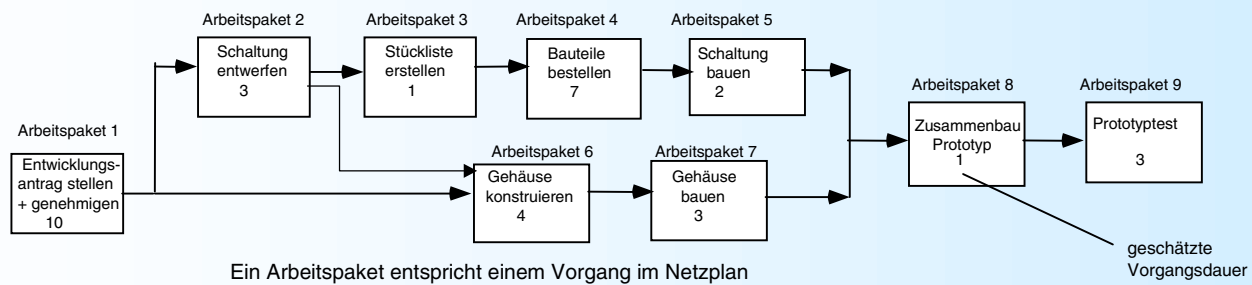 Arbeitspaket 1
Entwicklungs-
antrag stellen
+ genehmigen
10
Arbeitspaket 2
Schaltung
entwerfen
3
Arbeitspaket 3
Stückliste
erstellen
1
Arbeitspaket 4
Bauteile
bestellen
7
Arbeitspaket 5
Schaltung
bauen
2
Arbeitspaket 6
Gehäuse
konstruieren
4
Arbeitspaket 7
Gehäuse
bauen
3
Arbeitspaket 8
Zusammenbau
Prototyp
1
Arbeitspaket 9
Prototyptest
3
geschätzte
Vorgangsdauer
Ein Arbeitspaket entspricht einem Vorgang im Netzplan